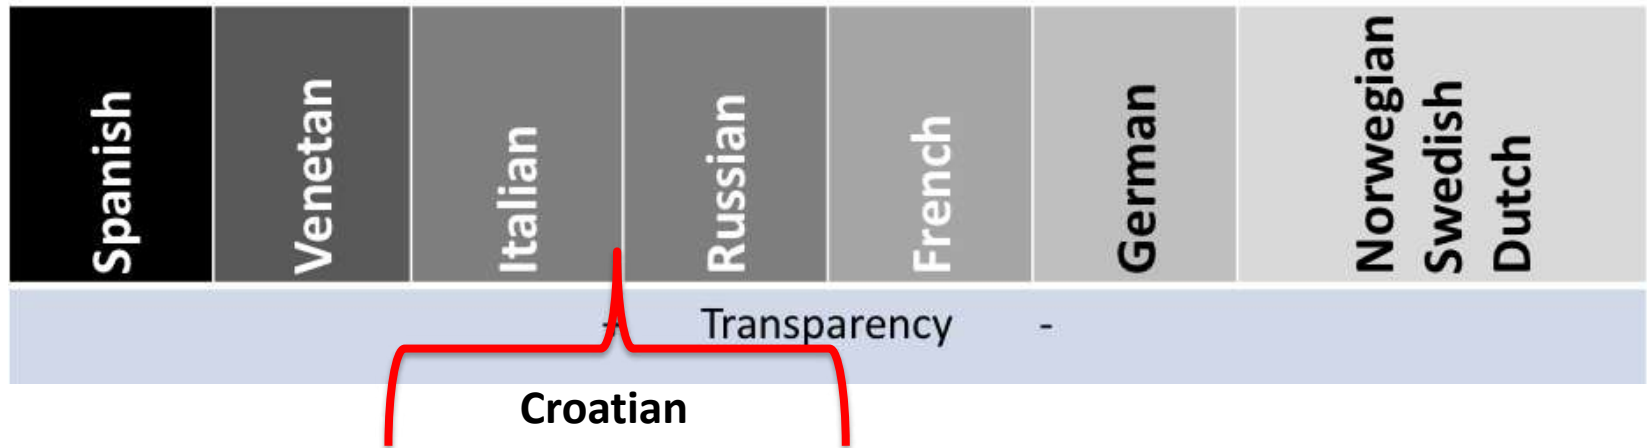 Spanish
Venetan
Italian
Russian
French
German
Norwegian
Swedish
Dutch
+ Transparency -
Croatian